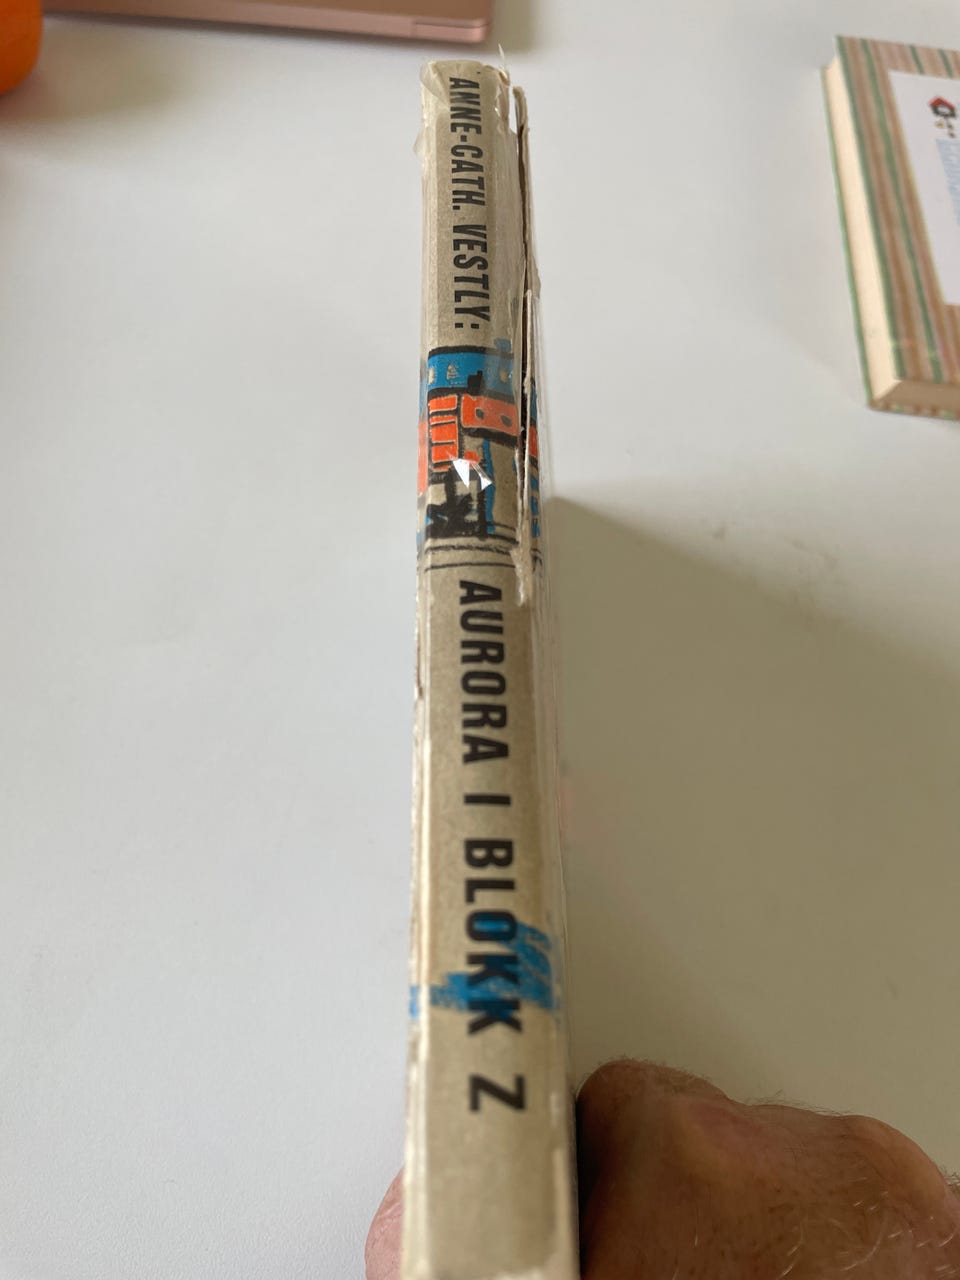 ANNE-CATH. VESTLY:
AURORA I BLOKK Z